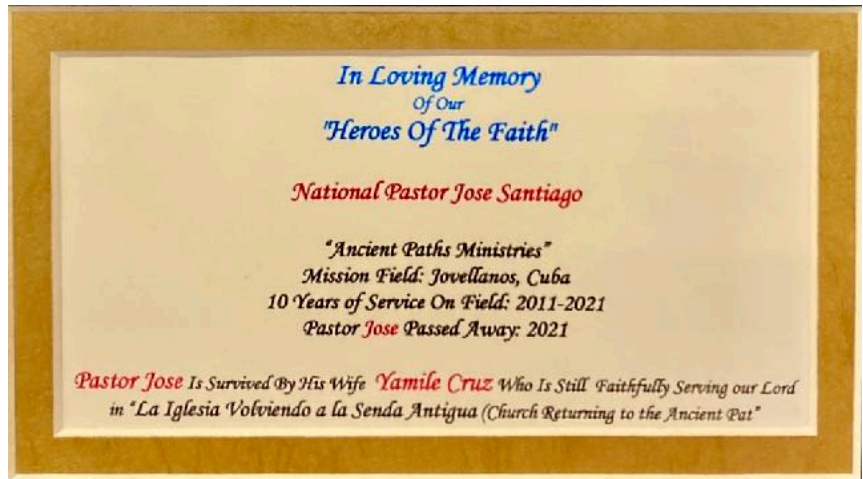 In Loving Memory
Of Our
"Heroes Of The Faith"
National Pastor Jose Santiago
"Ancient Paths Ministries"
Mission Field: Jovellanos, Cuba
10 Years of Service On Field: 2011-2021
Pastor Jose Passed Away: 2021
Pastor Jose Is Survived By His Wife Yamile Cruz Who Is Still Faithfully Serving our Lord
in "La Iglesia Volviendo a la Senda Antigua (Church Returning to the Ancient Pat"